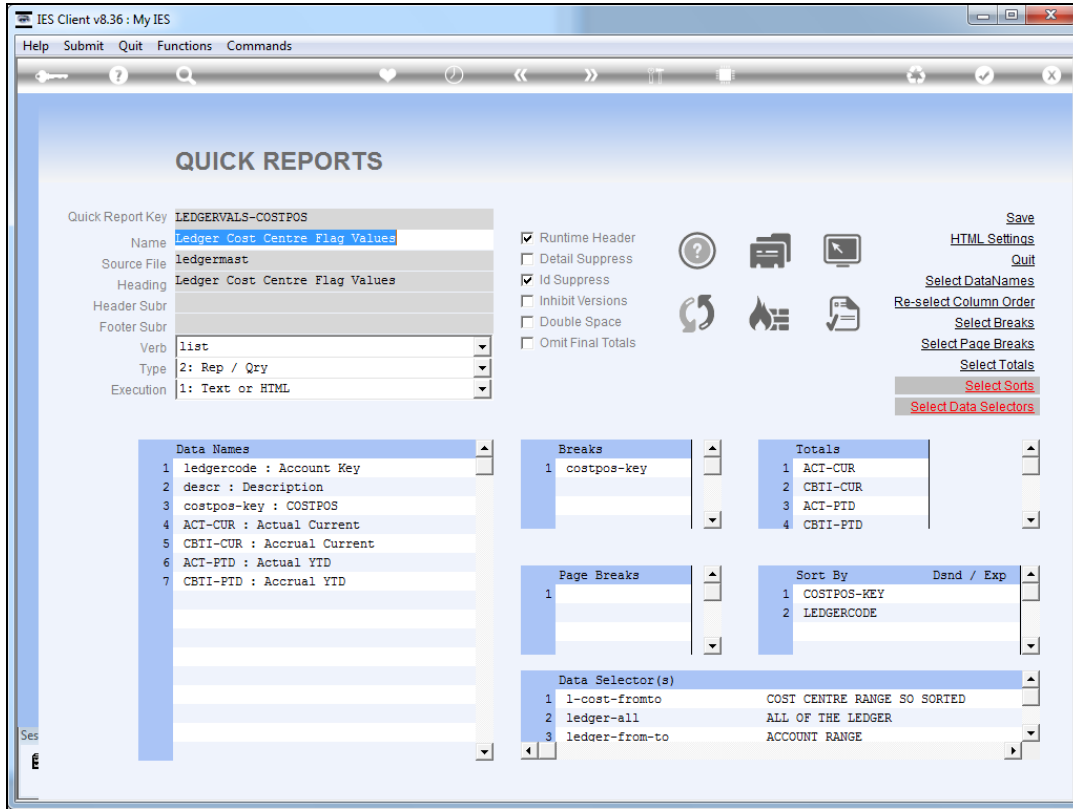 IES Client v8.36 : My IES
Help Submit Quit Functions Commands
QUICK REPORTS
Quick Report Key LEDGERVALS-COSTPOS
Name Ledger Cost Centre Flag Values
Source File ledgermast
Heading Ledger Cost Centre Flag Values
Header Subr
Footer Subr
Verb list
Type 2: Rep / Qry
Execution 1: Text or HTML
Runtime Header
Detail Suppress
Id Suppress
Inhibit Versions
Double Space
Omit Final Totals
Save
HTML Settings
Quit
Select DataNames
Re-select Column Order
Select Breaks
Select Page Breaks
Select Totals
Select Sorts
Select Data Selectors
Data Names
1 ledgercode : Account Key
2 descr : Description
3 costpos-key : COSTPOS
4 ACT-CUR : Actual Current
5 CBTI-CUR : Accrual Current
6 ACT-PTD : Actual YTD
7 CBTI-PTD : Accrual YTD
Breaks
1 costpos-key
Totals
1 ACT-CUR
2 CBTI-CUR
3 ACT-PTD
4 CBTI-PTD
Page Breaks
1
Sort By Dsnd / Exp
1 COSTPOS-KEY
2 LEDGERCODE
Data Selector(s)
1 l-cost-fromto COST CENTRE RANGE SO SORTED
2 ledger-all ALL OF THE LEDGER
3 ledger-from-to ACCOUNT RANGE
Ses